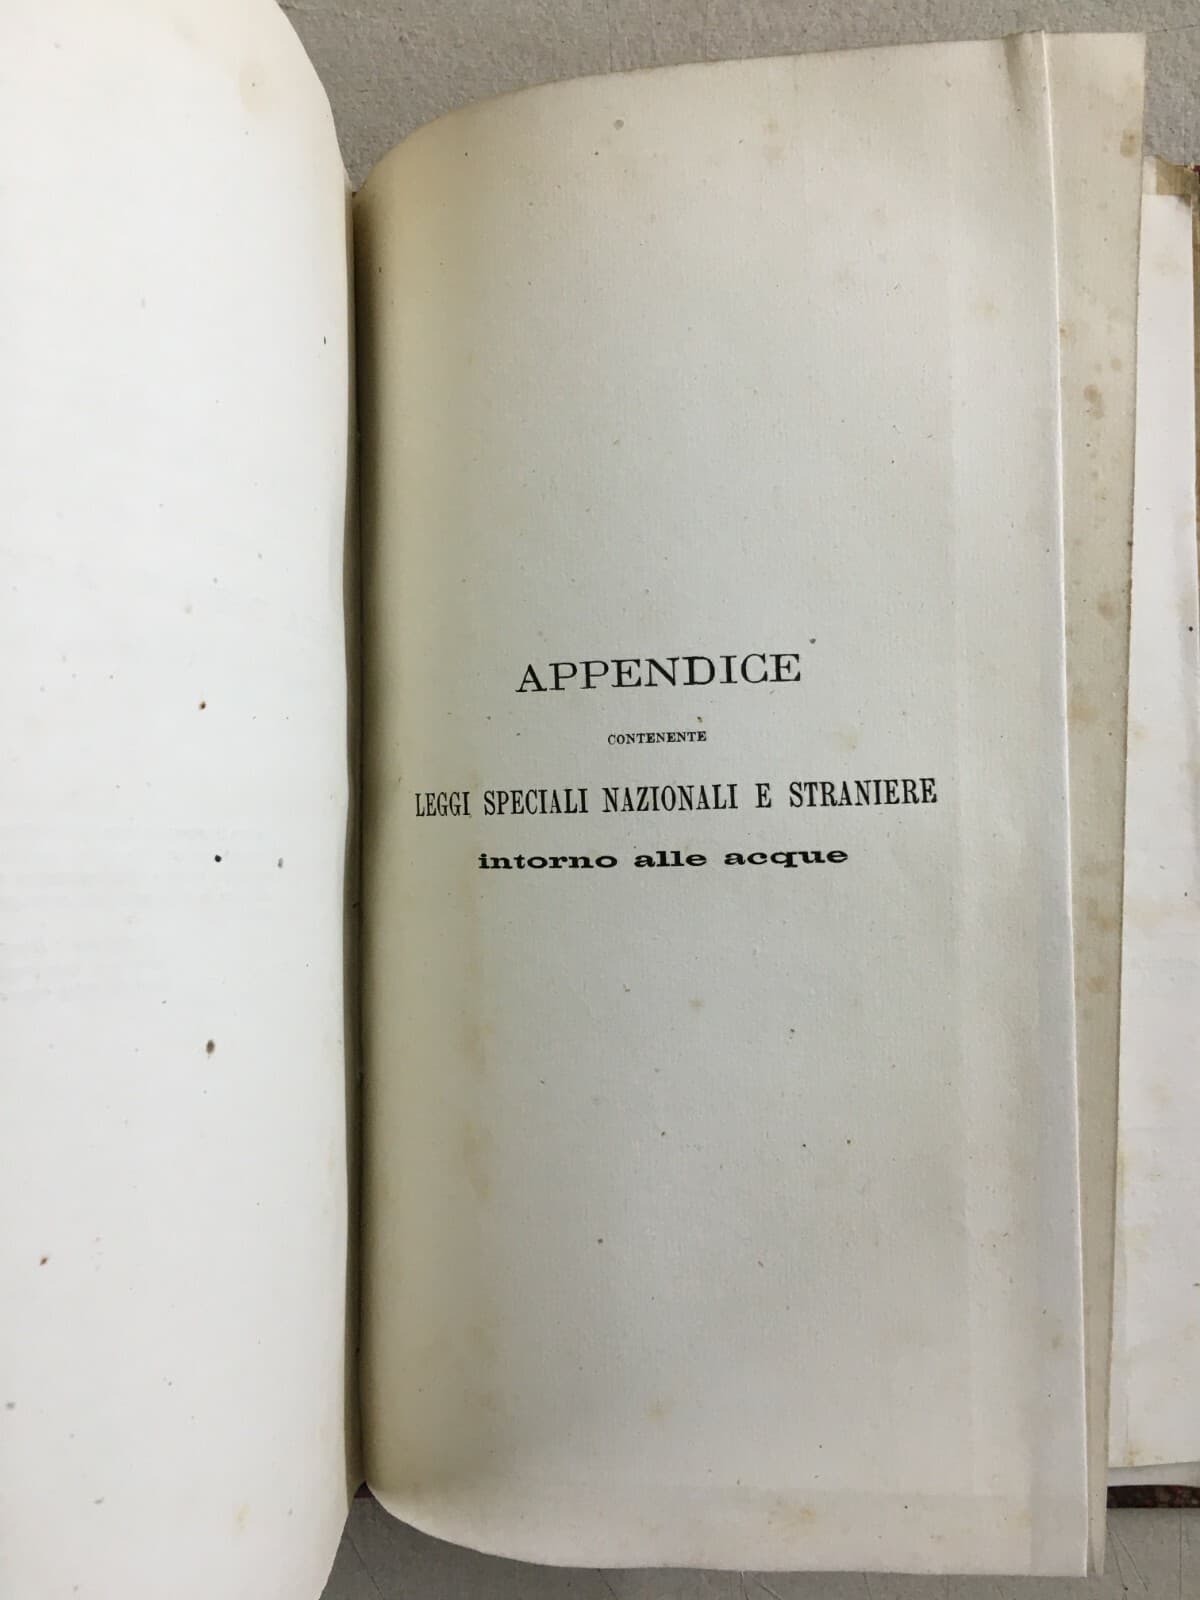 APPENDICE
CONTENENTE
LEGGI SPECIALI NAZIONALI E STRANIERE
intorno alle acque